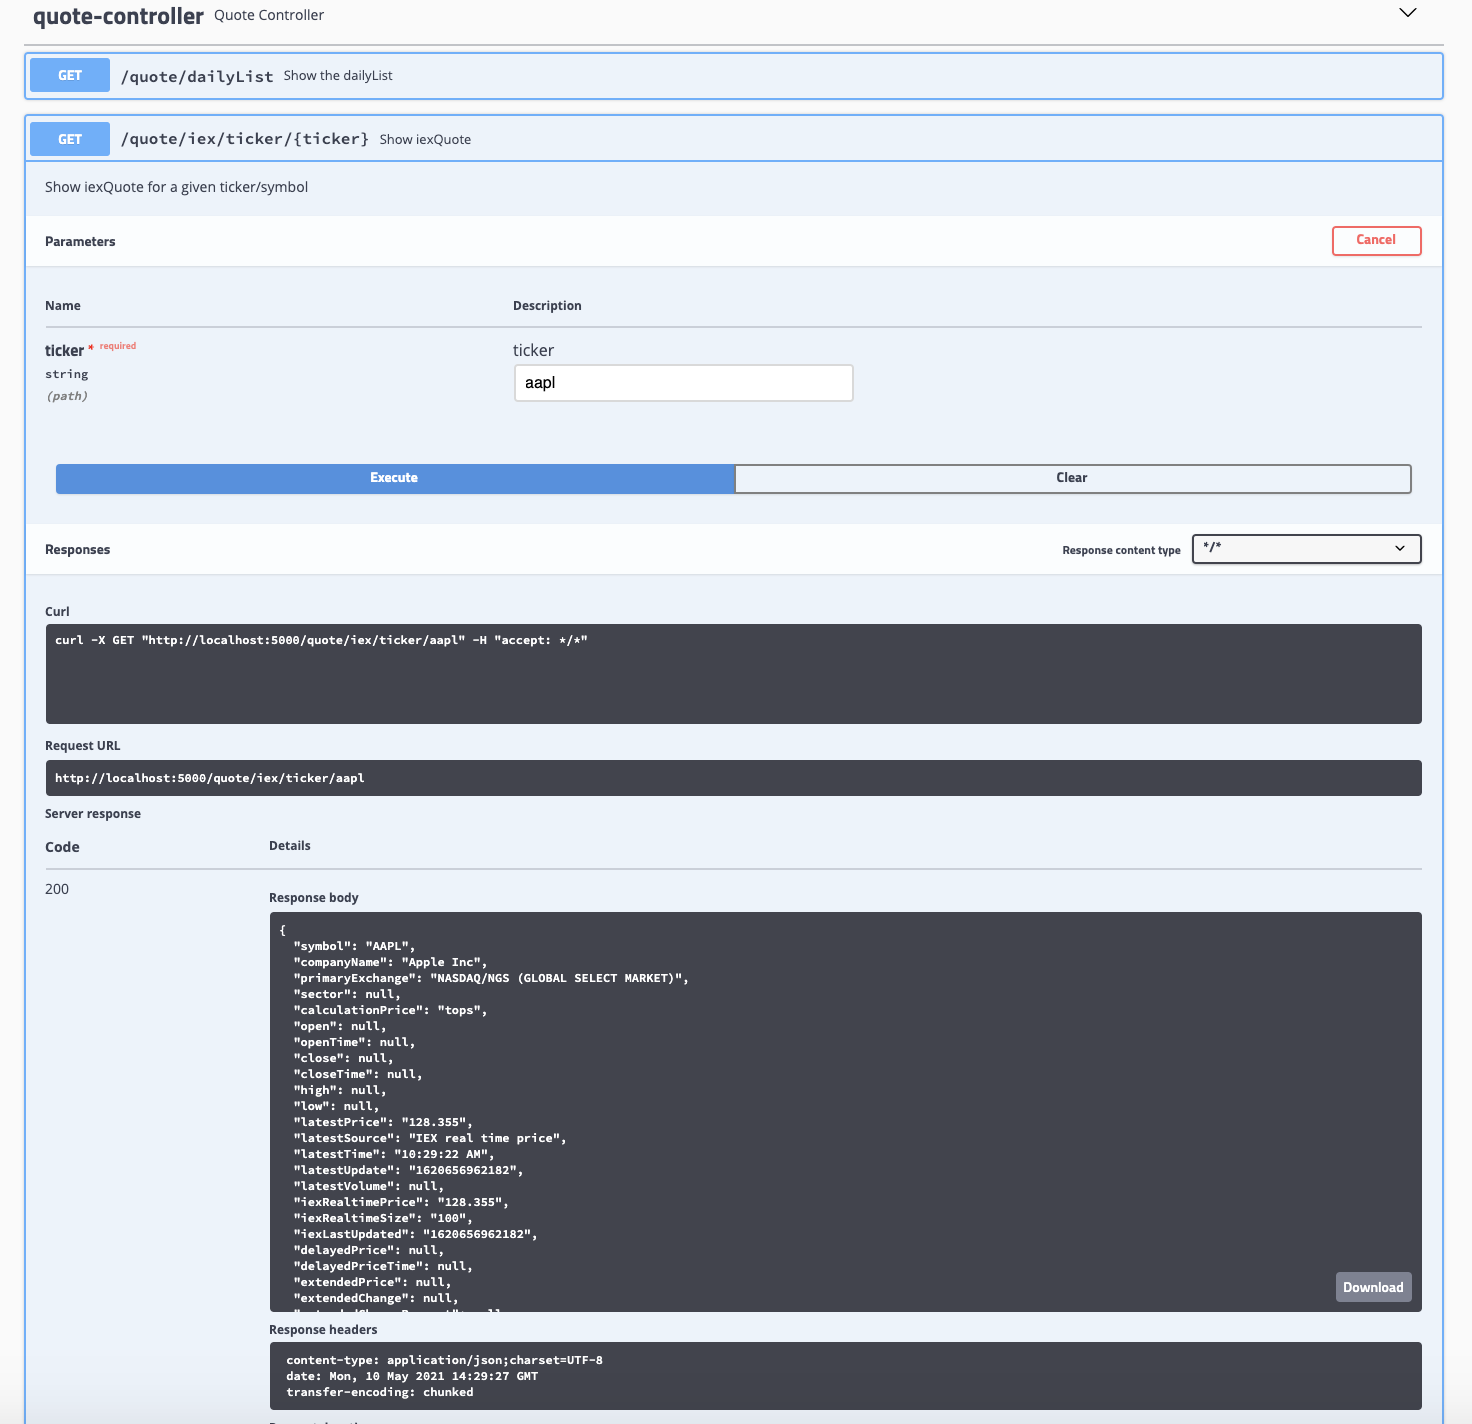 quote-controller Quote Controller
GET /quote/dailyList Show the dailyList
GET /quote/iex/ticker/{ticker} Show iexQuote
Show iexQuote for a given ticker/symbol
Parameters Cancel
Name Description
ticker * required ticker
string aapl
(path)
Execute Clear
Responses Response content type */*
Curl
curl -X GET "http://localhost:5000/quote/iex/ticker/aapl" -H "accept: */*"
Request URL
http://localhost:5000/quote/iex/ticker/aapl
Server response
Code Details
200
Response body
{
"symbol": "AAPL",
"companyName": "Apple Inc",
"primaryExchange": "NASDAQ/NGS (GLOBAL SELECT MARKET)",
"sector": null,
"calculationPrice": "tops",
"open": null,
"openTime": null,
"close": null,
"closeTime": null,
"high": null,
"low": null,
"latestPrice": "128.355",
"latestSource": "IEX real time price",
"latestTime": "10:29:22 AM",
"latestUpdate": "1620656962182",
"latestVolume": null,
"iexRealtimePrice": "128.355",
"iexRealtimeSize": "100",
"iexLastUpdated": "1620656962182",
"delayedPrice": null,
"delayedPriceTime": null,
"extendedPrice": null,
"extendedChange": null,
Download
Response headers
content-type: application/json;charset=UTF-8
date: Mon, 10 May 2021 14:29:27 GMT
transfer-encoding: chunked